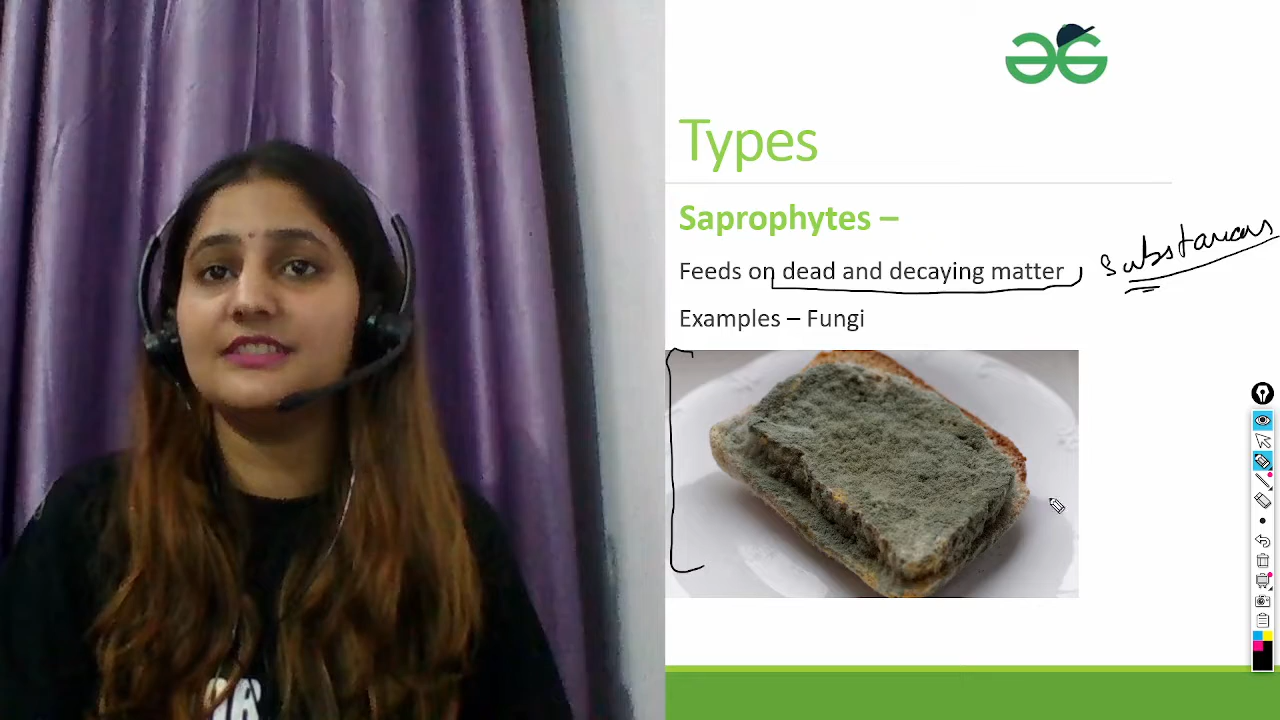 Types
Saprophytes –
Feeds on dead and decaying matter
Substances
Examples – Fungi